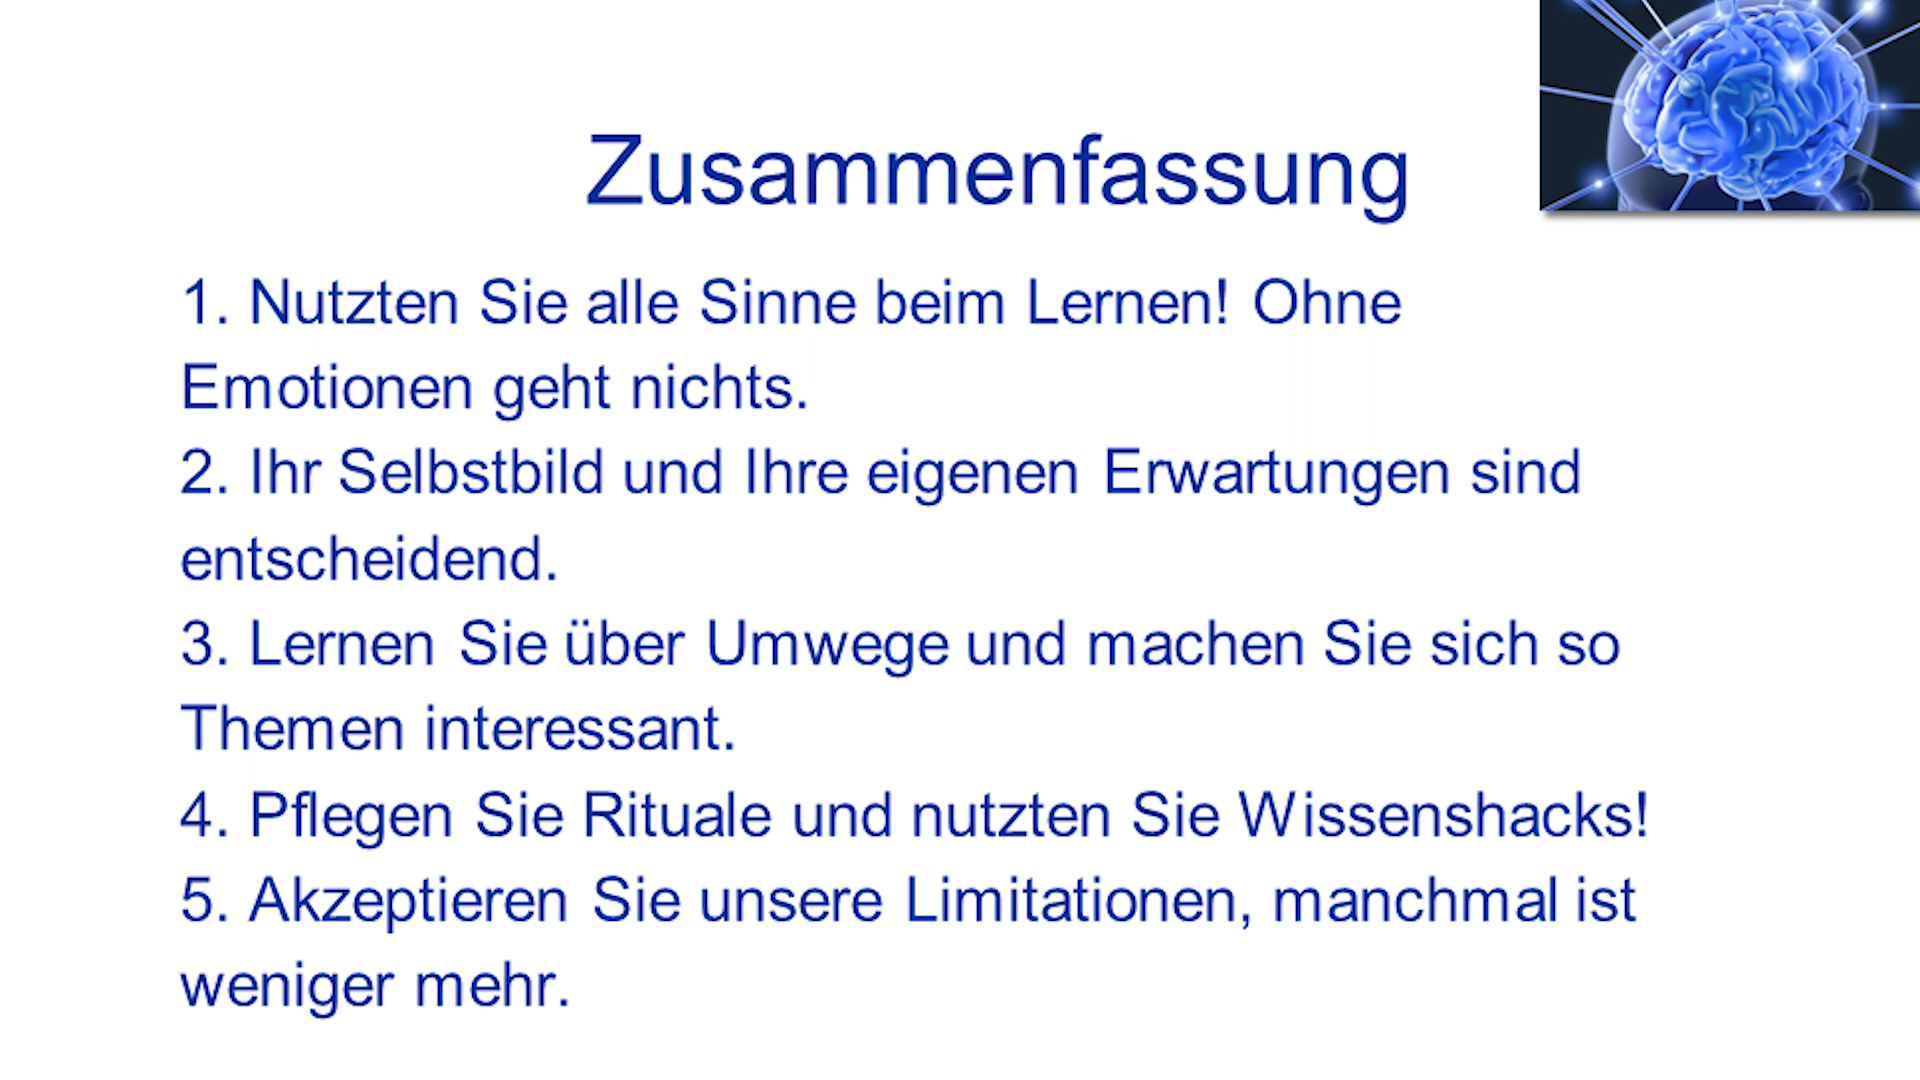 Zusammenfassung
1. Nutzten Sie alle Sinne beim Lernen! Ohne
Emotionen geht nichts.
2. Ihr Selbstbild und Ihre eigenen Erwartungen sind
entscheidend.
3. Lernen Sie über Umwege und machen Sie sich so
Themen interessant.
4. Pflegen Sie Rituale und nutzten Sie Wissenshacks!
5. Akzeptieren Sie unsere Limitationen, manchmal ist
weniger mehr.